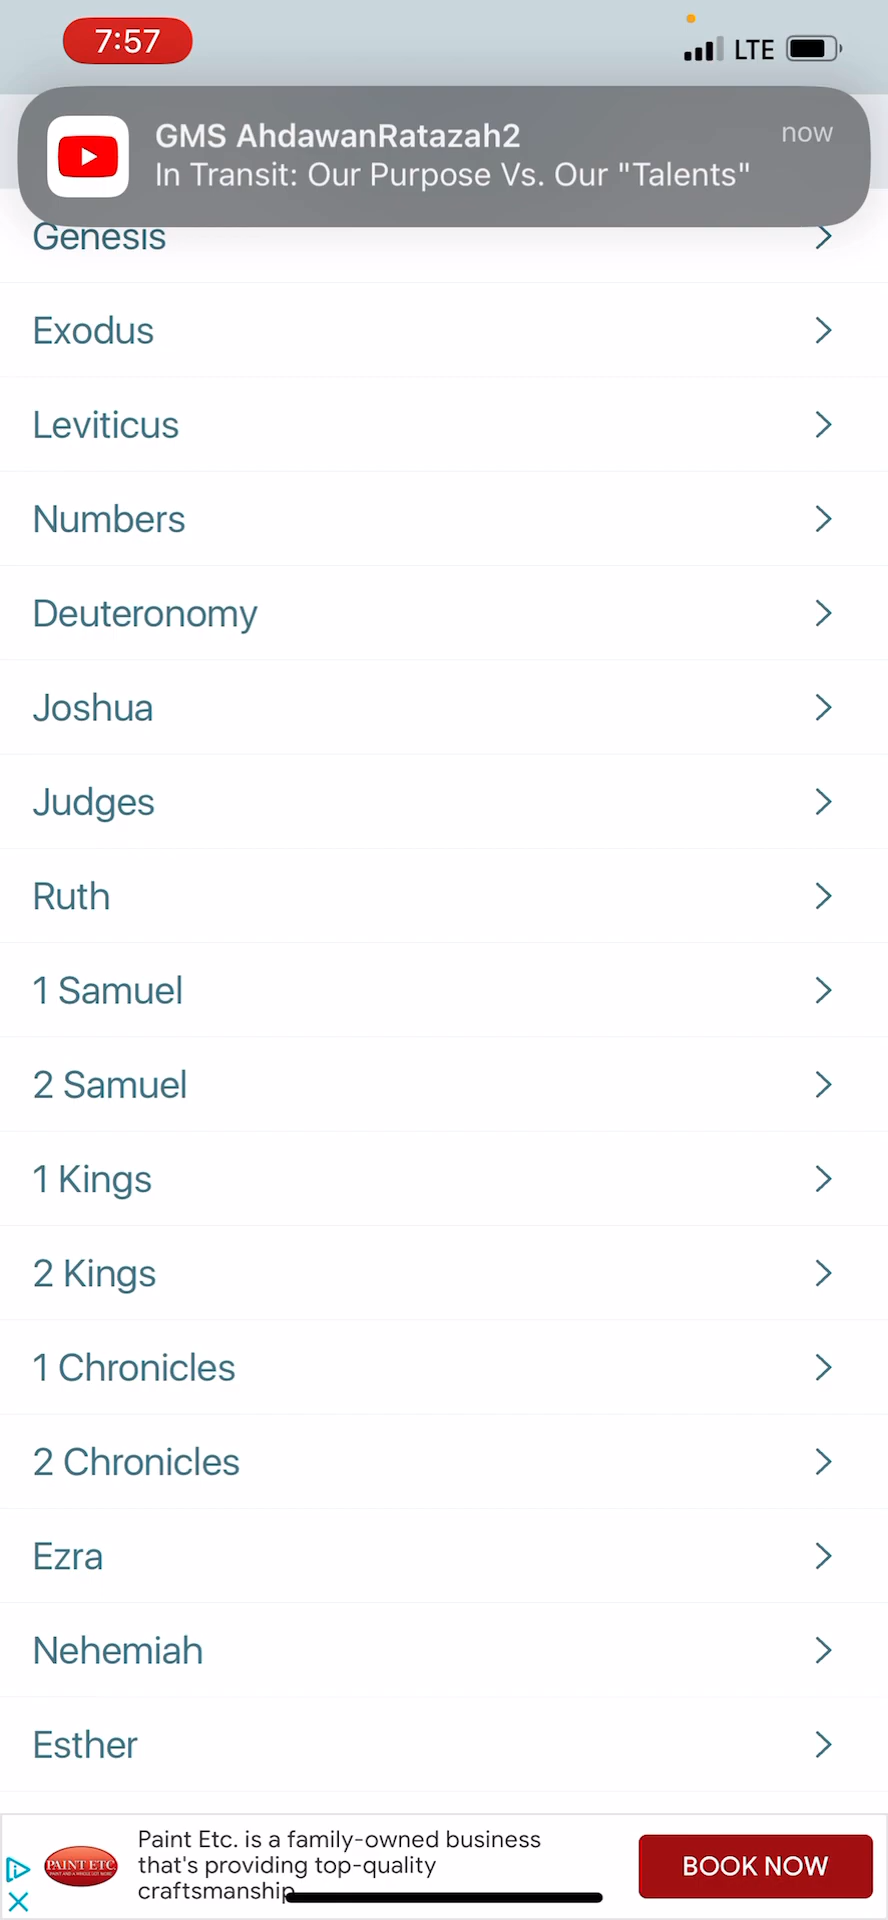 7:57
LTE
GMS AhdawanRatazah2
now
In Transit: Our Purpose Vs. Our "Talents"
Genesis
Exodus
Leviticus
Numbers
Deuteronomy
Joshua
Judges
Ruth
1 Samuel
2 Samuel
1 Kings
2 Kings
1 Chronicles
2 Chronicles
Ezra
Nehemiah
Esther
Paint Etc. is a family-owned business
that's providing top-quality
craftsmanship
PAINT ETC.
BOOK NOW